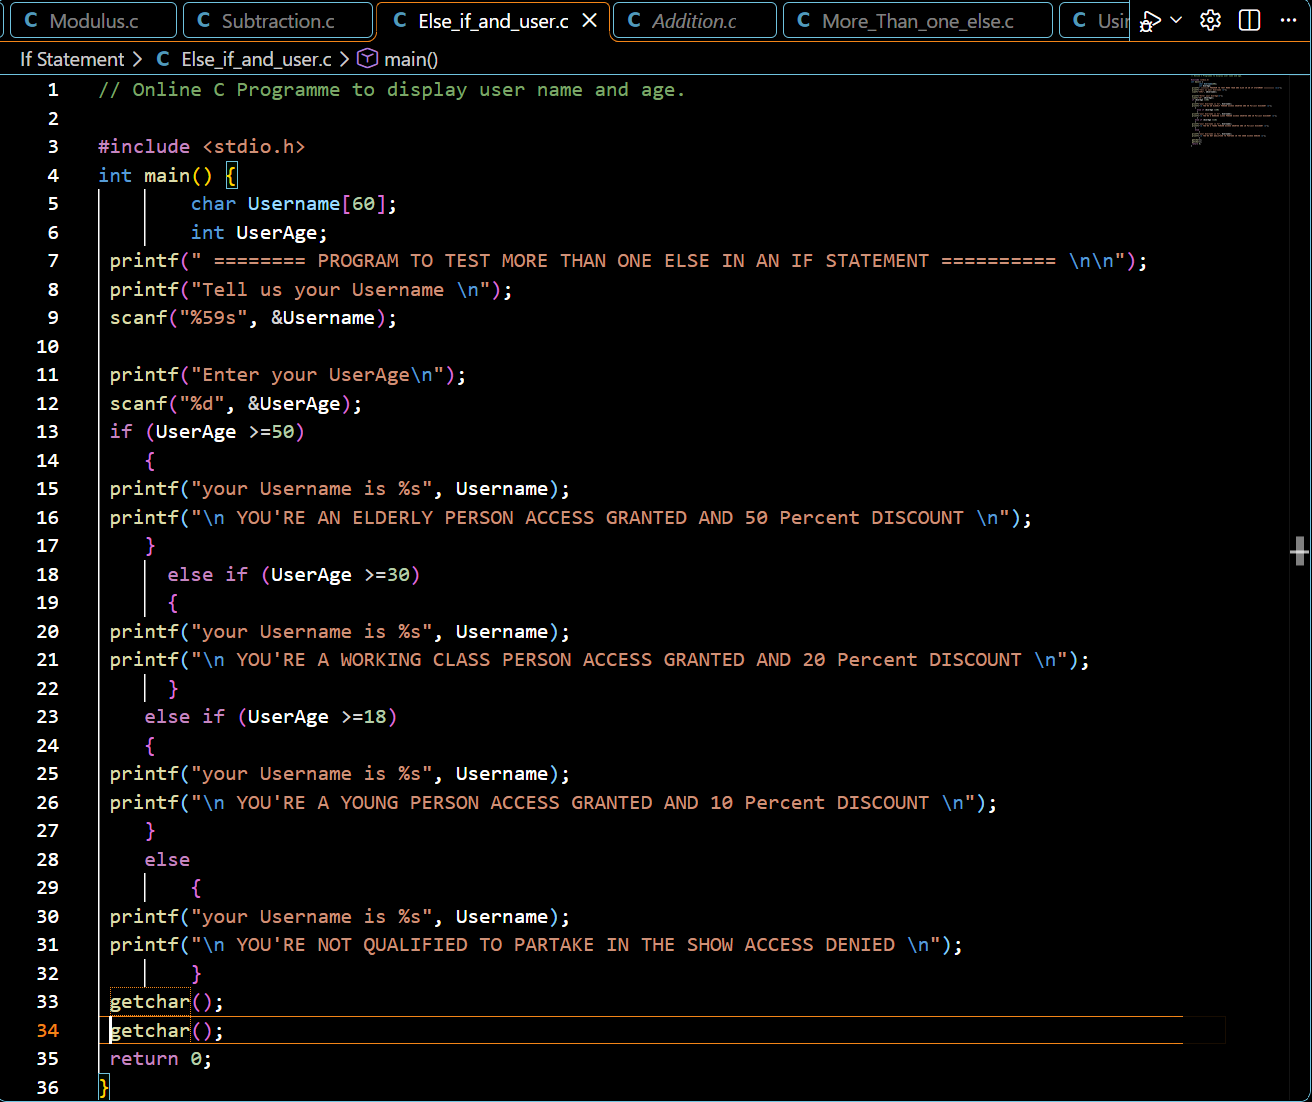 Modulus.c Subtraction.c Else_if_and_user.c Addition.c More_Than_one_else.c
If Statement > Else_if_and_user.c > main()
1 // Online C Programme to display user name and age.
2
3 #include <stdio.h>
4 int main() {
5 char Username[60];
6 int UserAge;
7 printf(" ======== PROGRAM TO TEST MORE THAN ONE ELSE IN AN IF STATEMENT ========== \n\n");
8 printf("Tell us your Username \n");
9 scanf("%59s", &Username);
10
11 printf("Enter your UserAge\n");
12 scanf("%d", &UserAge);
13 if (UserAge >=50)
14 {
15 printf("your Username is %s", Username);
16 printf("\n YOU'RE AN ELDERLY PERSON ACCESS GRANTED AND 50 Percent DISCOUNT \n");
17 }
18 else if (UserAge >=30)
19 {
20 printf("your Username is %s", Username);
21 printf("\n YOU'RE A WORKING CLASS PERSON ACCESS GRANTED AND 20 Percent DISCOUNT \n");
22 }
23 else if (UserAge >=18)
24 {
25 printf("your Username is %s", Username);
26 printf("\n YOU'RE A YOUNG PERSON ACCESS GRANTED AND 10 Percent DISCOUNT \n");
27 }
28 else
29 {
30 printf("your Username is %s", Username);
31 printf("\n YOU'RE NOT QUALIFIED TO PARTAKE IN THE SHOW ACCESS DENIED \n");
32 }
33 getchar();
34 getchar();
35 return 0;
36 }